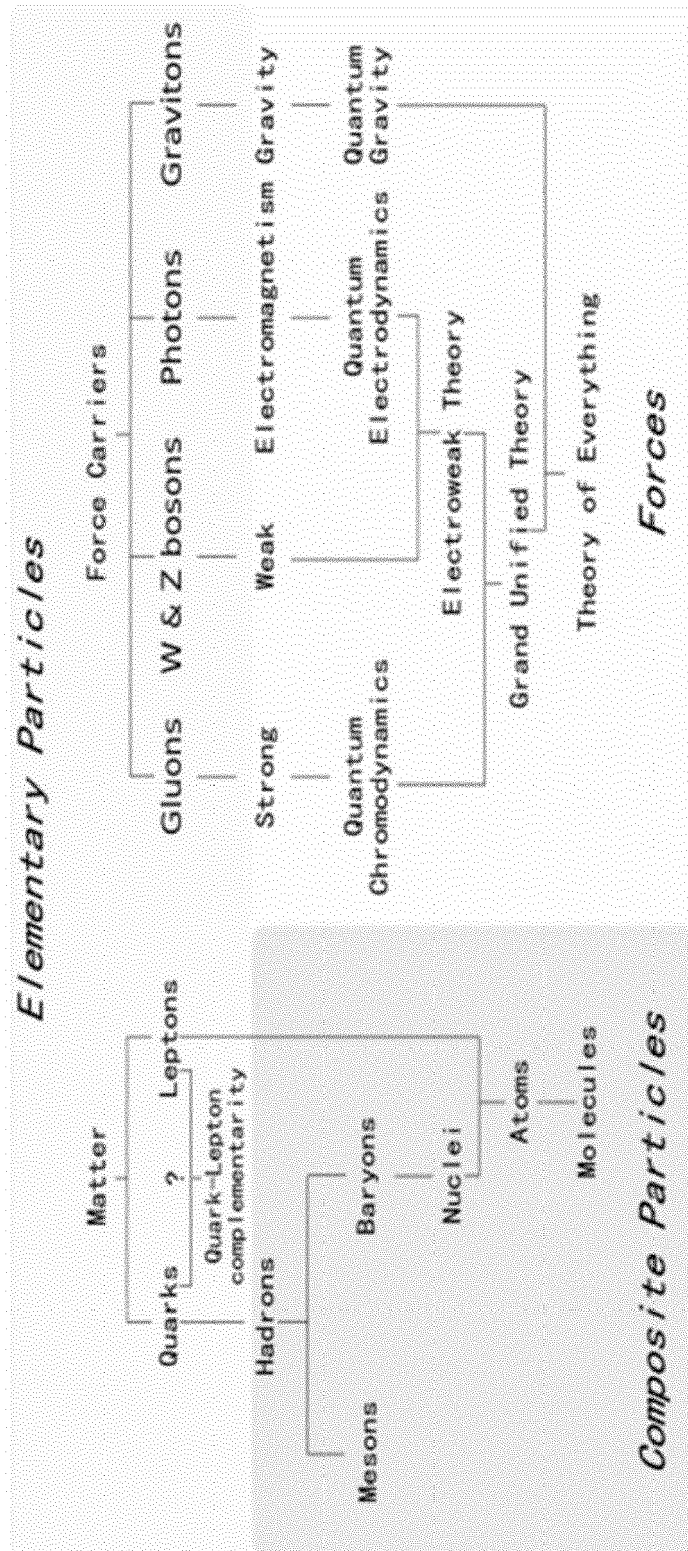 Elementary Particles
Matter
Force Carriers
Quarks ? Leptons
Gluons W & Z bosons Photons Gravitons
Quark-Lepton
complementarity
Hadrons
Strong Weak Electromagnetism Gravity
Mesons Baryons
Quantum
Chromodynamics
Quantum
Electrodynamics
Quantum
Gravity
Nuclei
Electroweak Theory
Atoms
Grand Unified Theory
Molecules
Theory of Everything
Composite Particles
Forces